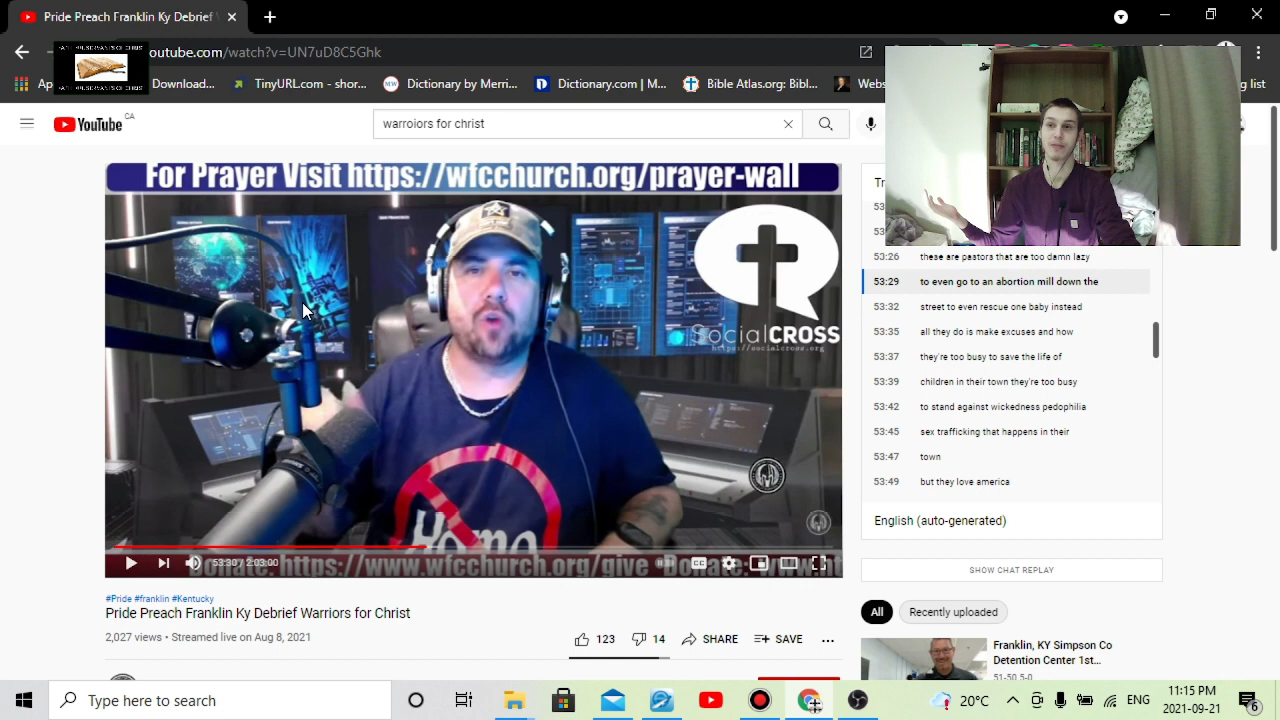 Pride Preach Franklin Ky Debrief
outube.com/watch?v=UN7uD8C5Ghk
Ap
Download...
TinyURL.com - shor...
Dictionary by Merri...
Dictionary.com | M...
Bible Atlasorg: Bibl...
Webs
g list
YouTube CA
warroiors for christ
For Prayer Visit https://wfcchurch.org/prayer-wall
SocialCROSS
https://socialcross.org
Homo
53:30 / 2:03:00
Donate: https://www.wfcchurch.org/give Donate: www.
#Pride #franklin #Kentucky
Pride Preach Franklin Ky Debrief Warriors for Christ
2,027 views • Streamed live on Aug 8, 2021
123
14
SHARE
SAVE
53:26 these are pastors that are too damn lazy
53:29 to even go to an abortion mill down the
53:32 street to even rescue one baby instead
53:35 all they do is make excuses and how
53:37 they're too busy to save the life of
53:39 children in their town they're too busy
53:42 to stand against wickedness pedophilia
53:45 sex trafficking that happens in their
53:47 town
53:49 but they love america
English (auto-generated)
SHOW CHAT REPLAY
All
Recently uploaded
Franklin, KY Simpson Co
Detention Center 1st...
Type here to search
20°C
ENG
11:15 PM
2021-09-21
6